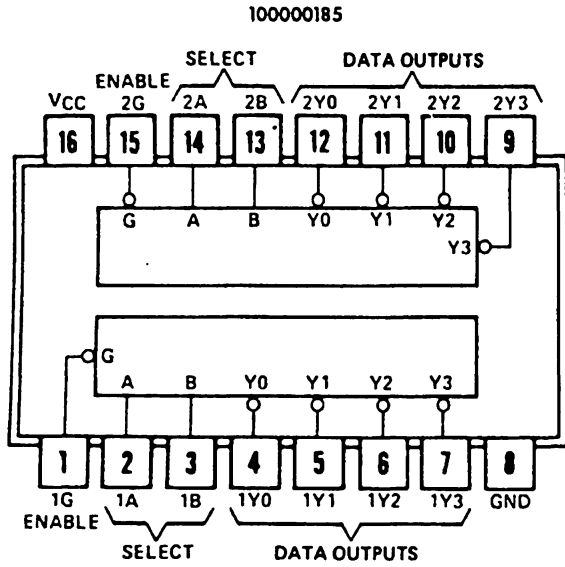 100000185
SELECT
ENABLE DATA OUTPUTS
VCC 2G 2A 2B 2Y0 2Y1 2Y2 2Y3
16 15 14 13 12 11 10 9
G A B Y0 Y1 Y2
Y3
G
A B Y0 Y1 Y2 Y3
1 2 3 4 5 6 7 8
1G 1A 1B 1Y0 1Y1 1Y2 1Y3 GND
ENABLE
SELECT DATA OUTPUTS